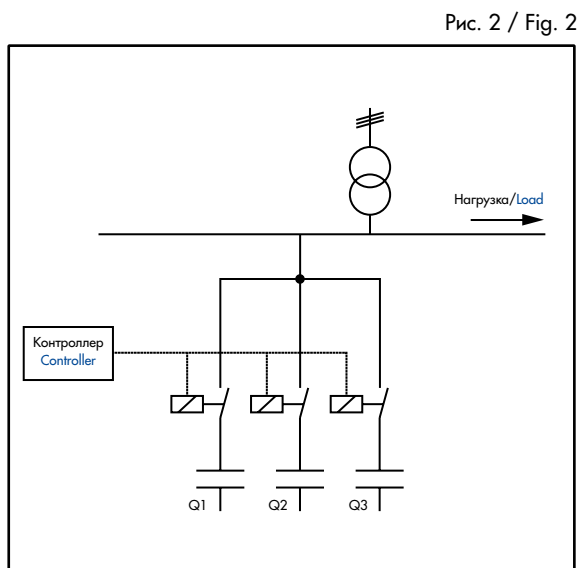 Рис. 2 / Fig. 2
Нагрузка/Load
Контроллер
Controller
Q1 Q2 Q3